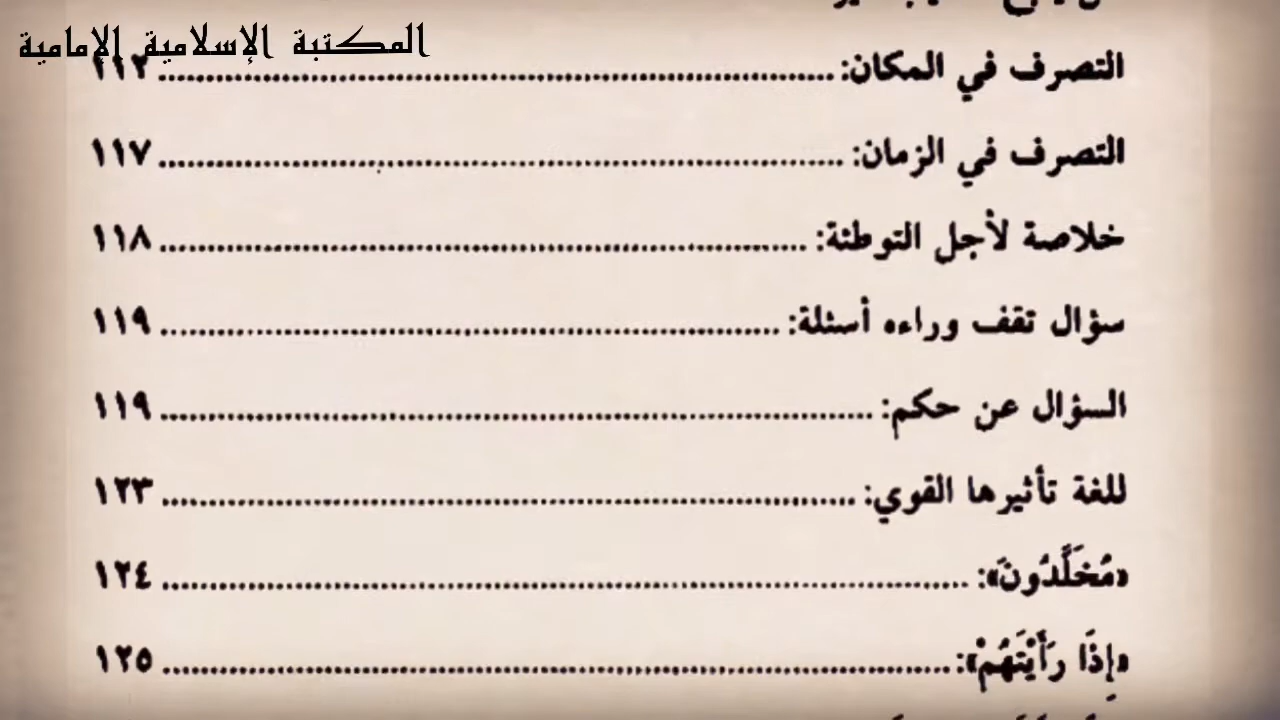 المكتبة الإسلامية الإمامية
التصرف في المكان: ١١٢
التصرف في الزمان: ١١٧
خلاصة لأجل التوطئة: ١١٨
سؤال تقف وراءه أسئلة: ١١٩
السؤال عن حكم: ١١٩
للغة تأثيرها القوي: ١٢٣
«مُخَلَّدُونَ»: ١٢٤
«إِذَا رَأَيْتَهُمْ»: ١٢٥